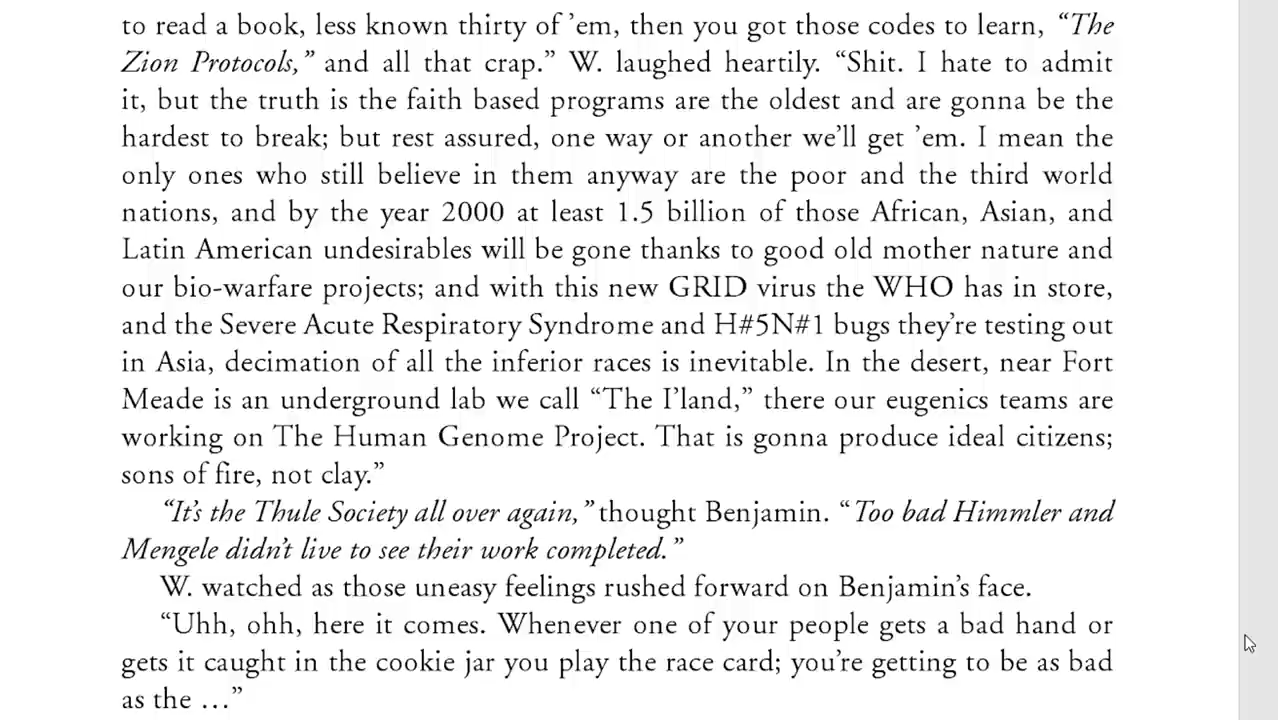 to read a book, less known thirty of ’em, then you got those codes to learn, “The
Zion Protocols,” and all that crap.” W. laughed heartily. “Shit. I hate to admit
it, but the truth is the faith based programs are the oldest and are gonna be the
hardest to break; but rest assured, one way or another we’ll get ’em. I mean the
only ones who still believe in them anyway are the poor and the third world
nations, and by the year 2000 at least 1.5 billion of those African, Asian, and
Latin American undesirables will be gone thanks to good old mother nature and
our bio-warfare projects; and with this new GRID virus the WHO has in store,
and the Severe Acute Respiratory Syndrome and H#5N#1 bugs they’re testing out
in Asia, decimation of all the inferior races is inevitable. In the desert, near Fort
Meade is an underground lab we call “The I’land,” there our eugenics teams are
working on The Human Genome Project. That is gonna produce ideal citizens;
sons of fire, not clay.”
“It’s the Thule Society all over again,” thought Benjamin. “Too bad Himmler and
Mengele didn’t live to see their work completed.”
W. watched as those uneasy feelings rushed forward on Benjamin’s face.
“Uhh, ohh, here it comes. Whenever one of your people gets a bad hand or
gets it caught in the cookie jar you play the race card; you’re getting to be as bad
as the …”